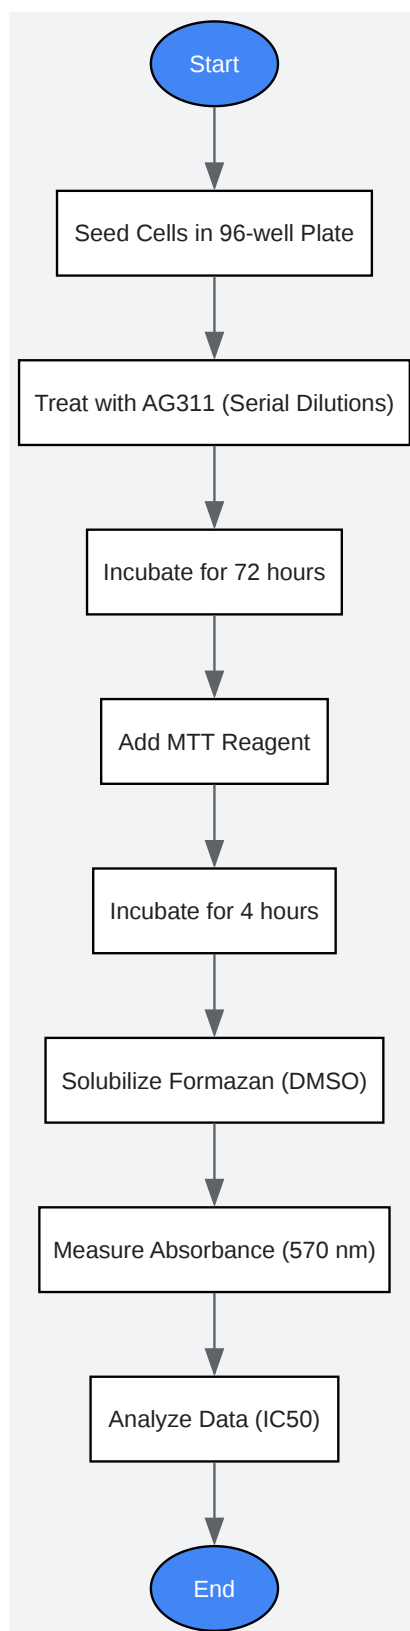 Start
Seed Cells in 96-well Plate
Treat with AG311 (Serial Dilutions)
Incubate for 72 hours
Add MTT Reagent
Incubate for 4 hours
Solubilize Formazan (DMSO)
Measure Absorbance (570 nm)
Analyze Data (IC50)
End